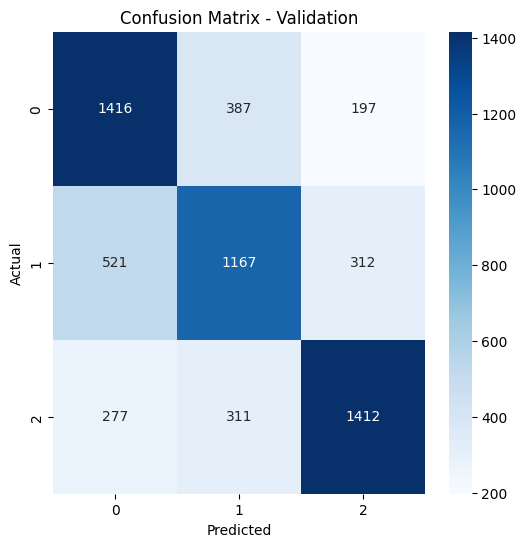 Confusion Matrix - Validation
1400
1416 387 197
0
1200
1000
Actual
521 1167 312
1
800
600
277 311 1412
2
400
200
0 1 2
Predicted